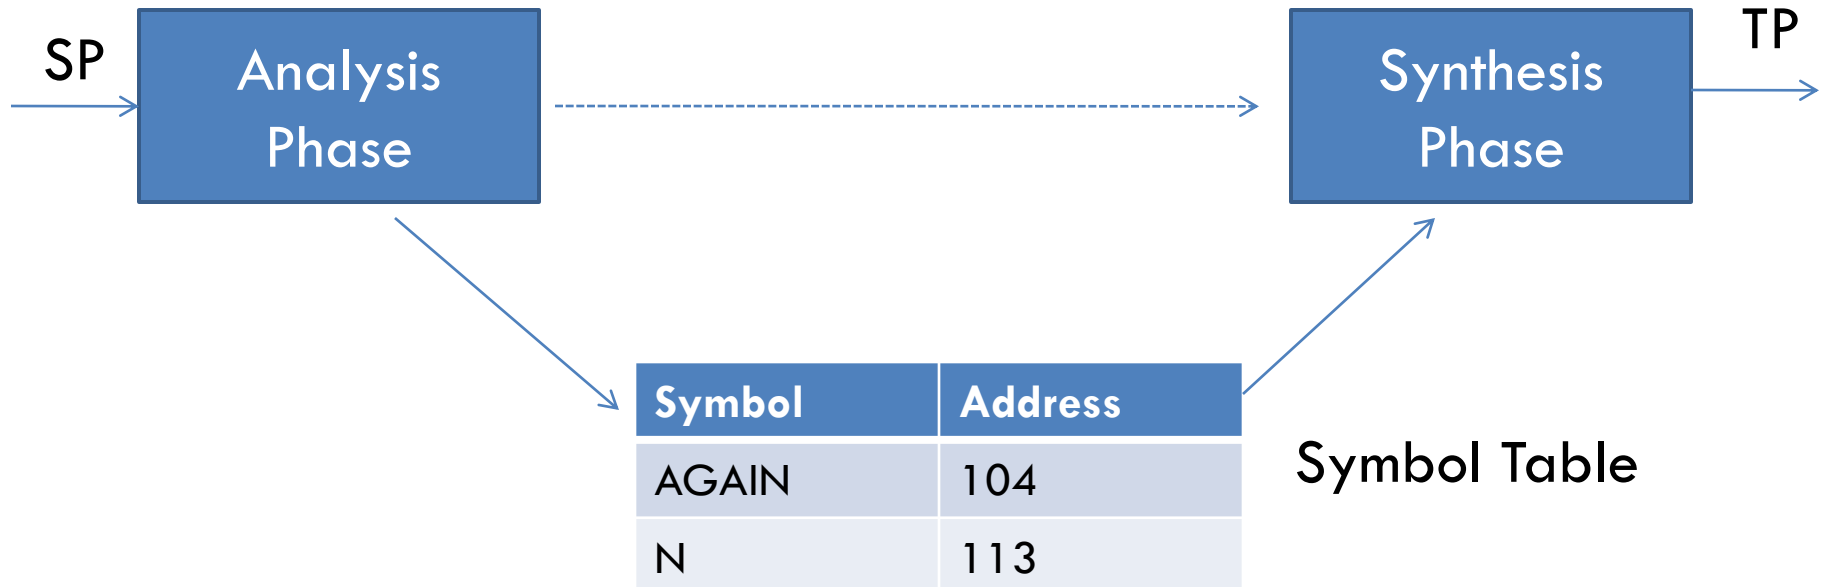 SP
Analysis
Phase
Synthesis
Phase
TP
Symbol Address
AGAIN 104
N 113
Symbol Table